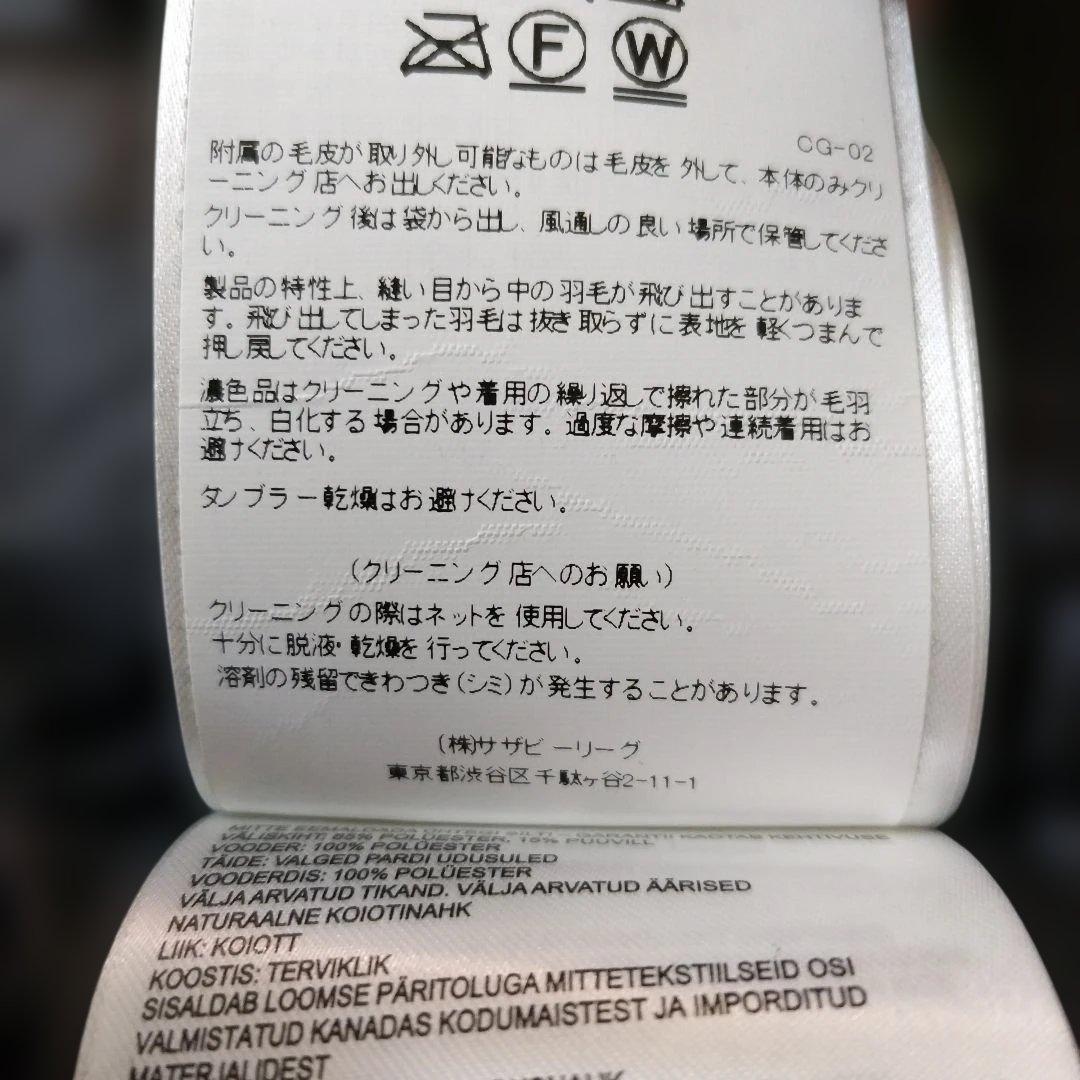 F
W
CG-02
附属の毛皮が取り外し可能なものは毛皮を外して、本体のみクリ
ーニング店へお出しください。
クリーニング後は袋から出し、風通しの良い場所で保管してくださ
い。
製品の特性上、縫い目から中の羽毛が飛び出すことがありま
す。飛び出してしまった羽毛は抜き取らずに表地を軽くつまんで
押し戻してください。
濃色品はクリーニングや着用の繰り返しで擦れた部分が毛羽
立ち、白化する場合があります。過度な摩擦や連続着用はお
避けください。
タンブラー乾燥はお避けください。
(クリーニング店へのお願い)
クリーニングの際はネットを使用してください。
十分に脱液・乾燥を行ってください。
溶剤の残留できわつき(シミ)が発生することがあります。
(株)サザビーリーグ
東京都渋谷区千駄ヶ谷2-11-1
MITTE EEMALDADA GARANTII KAOTAB KEHTIVUSE
VÄLISKIHT: 85% POLÜESTER, 15% PUUVILL
VOODER: 100% POLÜESTER
TÄIDE: VALGED PARDI UDUSULED
VOODERDIS: 100% POLÜESTER
VÄLJA ARVATUD TIKAND. VÄLJA ARVATUD ÄÄRISED
NATURAALNE KOIOTINAHK
LIIK: KOIOTT
KOOSTIS: TERVIKLIK
SISALDAB LOOMSE PÄRITOLUGA MITTETEKSTIILSEID OSI
VALMISTATUD KANADAS KODUMAISTEST JA IMPORDITUD
MATERJALIDEST